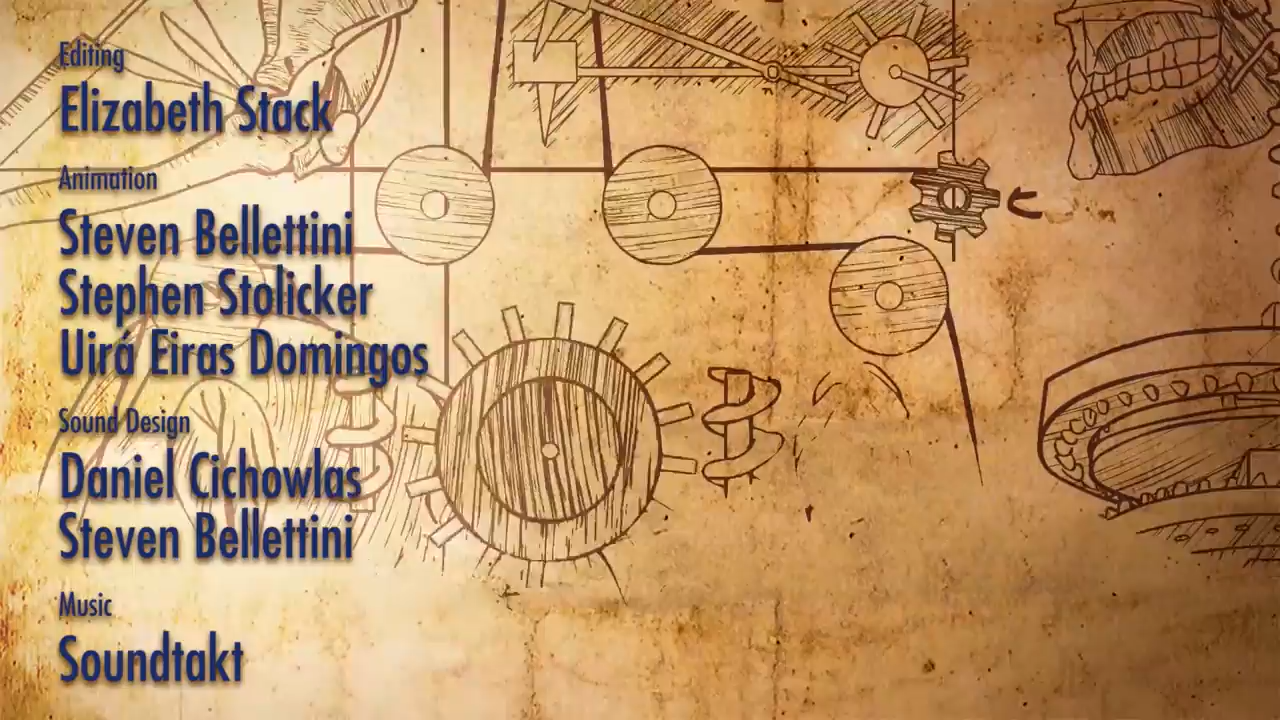 Editing
Elizabeth Stack
Animation
Steven Bellettini
Stephen Stolicker
Uirá Eiras Domingos
Sound Design
Daniel Cichowlas
Steven Bellettini
Music
Soundtakt